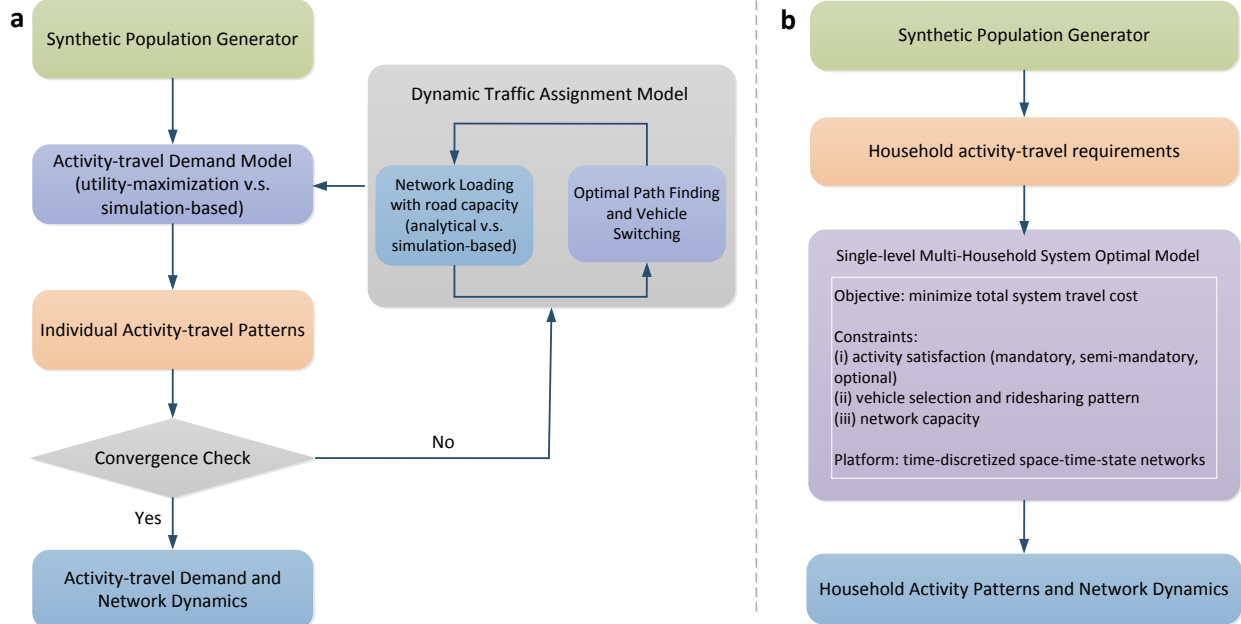 a
Synthetic Population Generator
Dynamic Traffic Assignment Model
Activity-travel Demand Model
(utility-maximization v.s.
simulation-based)
Network Loading
with road capacity
(analytical v.s.
simulation-based)
Optimal Path Finding
and Vehicle
Switching
Individual Activity-travel Patterns
Convergence Check
No
Yes
Activity-travel Demand and
Network Dynamics
b
Synthetic Population Generator
Household activity-travel requirements
Single-level Multi-Household System Optimal Model
Objective: minimize total system travel cost
Constraints:
(i) activity satisfaction (mandatory, semi-mandatory,
optional)
(ii) vehicle selection and ridesharing pattern
(iii) network capacity
Platform: time-discretized space-time-state networks
Household Activity Patterns and Network Dynamics